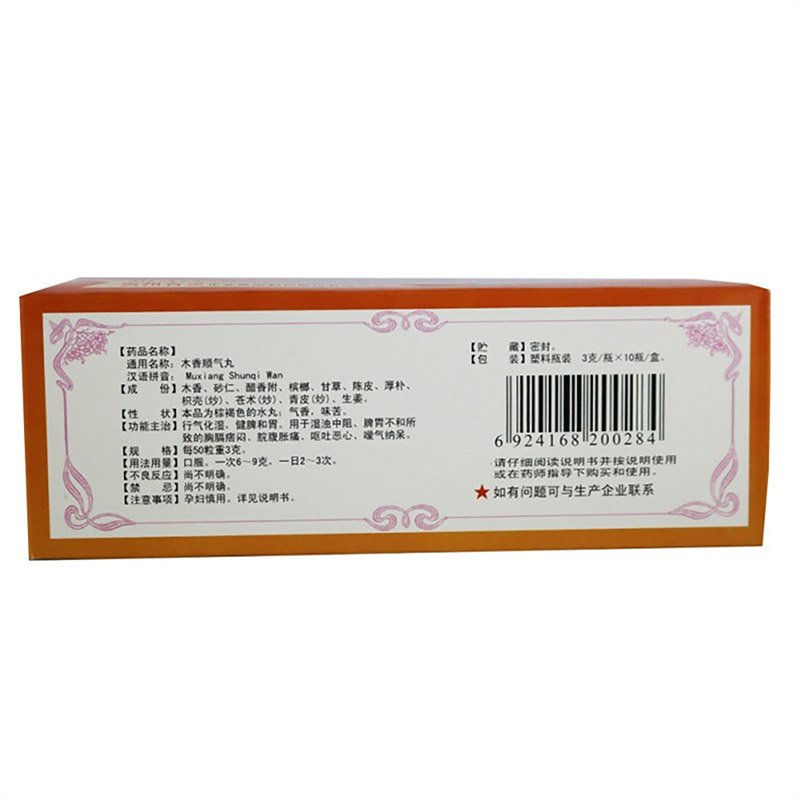 【药品名称】
通用名称：木香顺气丸
汉语拼音： Muxiang Shunqi Wan
【成　　份】木香、砂仁、醋香附、槟榔、甘草、陈皮、厚朴、
枳壳(炒)、苍术(炒)、青皮(炒)、生姜。
【性　　状】本品为棕褐色的水丸；气香，味苦。
【功能主治】行气化湿，健脾和胃。用于湿浊中阻、脾胃不和所
致的胸膈痞闷、脘腹胀痛、呕吐恶心、嗳气纳呆。
【规　　格】每50粒重3克。
【用法用量】口服。一次6～9克，一日2～3次。
【不良反应】尚不明确。
【禁　　忌】尚不明确。
【注意事项】孕妇慎用。详见说明书。
【贮　　藏】密封。
【包　　装】塑料瓶装　3克/瓶×10瓶/盒。
6 924168 200284
请仔细阅读说明书并按说明使用
或在药师指导下购买和使用。
★如有问题可与生产企业联系